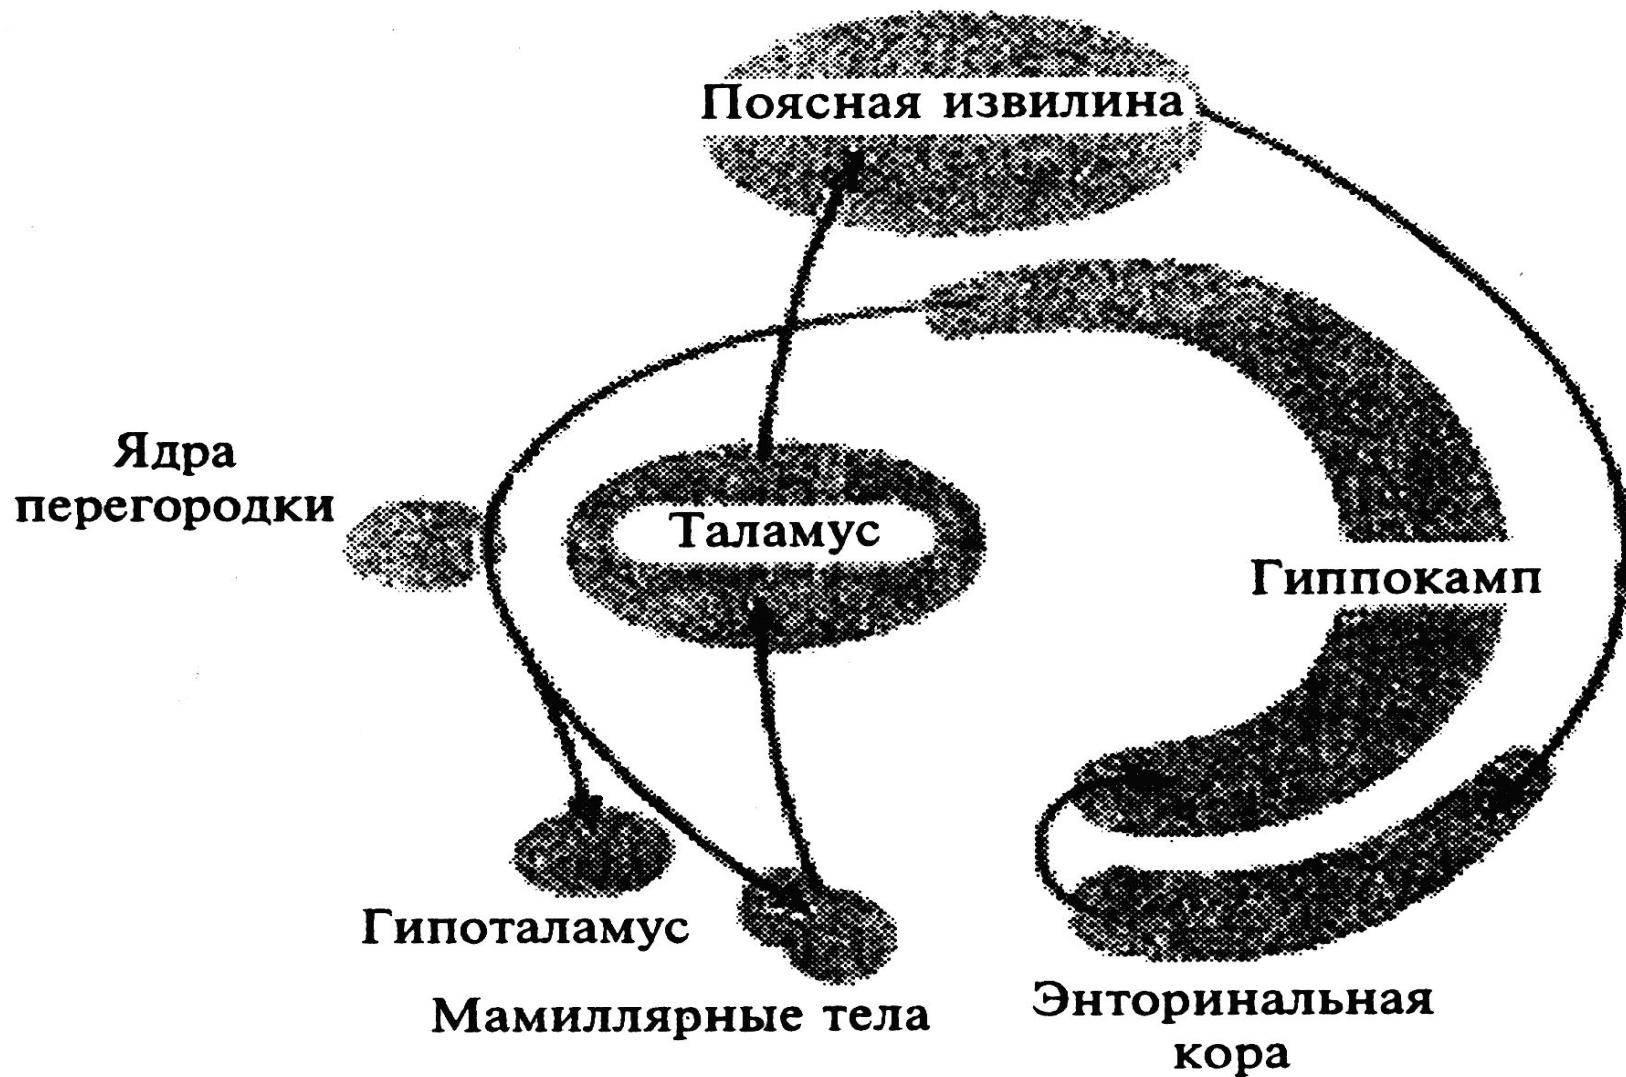 Поясная извилина
Ядра
перегородки
Таламус
Гиппокамп
Гипоталамус
Мамиллярные тела
Энторинальная
кора